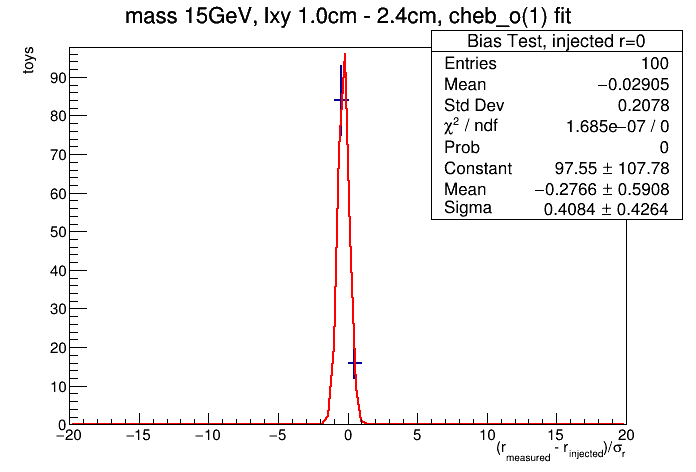 mass 15GeV, lxy 1.0cm - 2.4cm, cheb_o(1) fit
toys
Bias Test, injected r=0
Entries 100
Mean −0.02905
Std Dev 0.2078
χ² / ndf 1.685e−07 / 0
Prob 0
Constant 97.55 ± 107.78
Mean −0.2766 ± 0.5908
Sigma 0.4084 ± 0.4264
90
80
70
60
50
40
30
20
10
0
−20 −15 −10 −5 0 5 10 15 20
(r_measured - r_injected)/σ_r